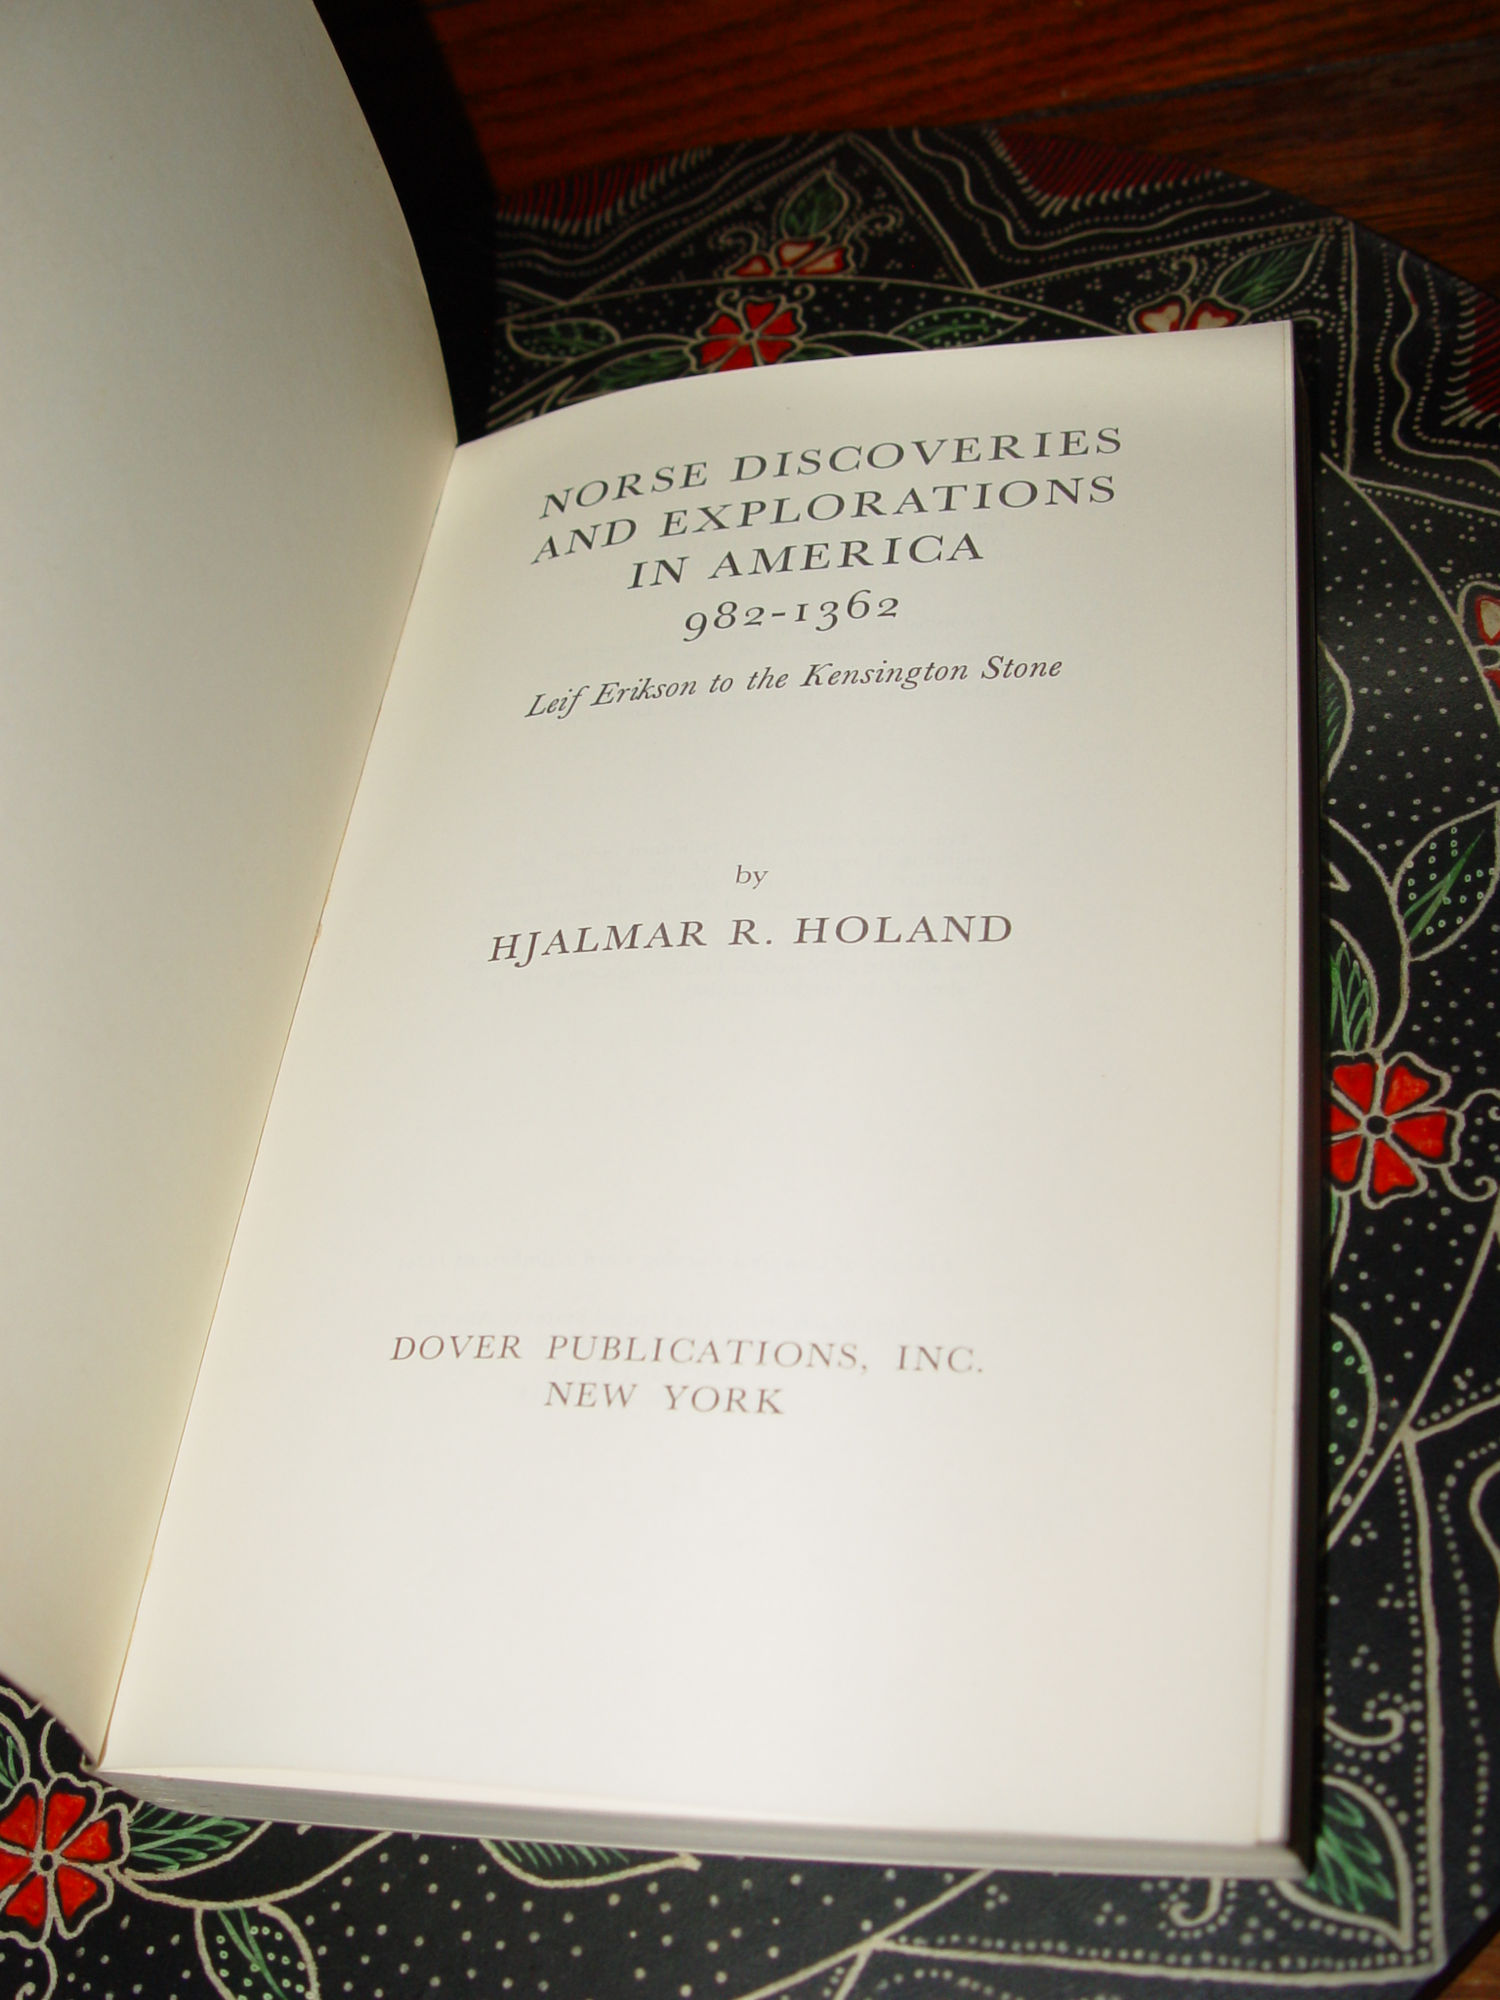 NORSE DISCOVERIES
AND EXPLORATIONS
IN AMERICA
982-1362
Leif Erikson to the Kensington Stone
by
HJALMAR R. HOLAND
DOVER PUBLICATIONS, INC.
NEW YORK